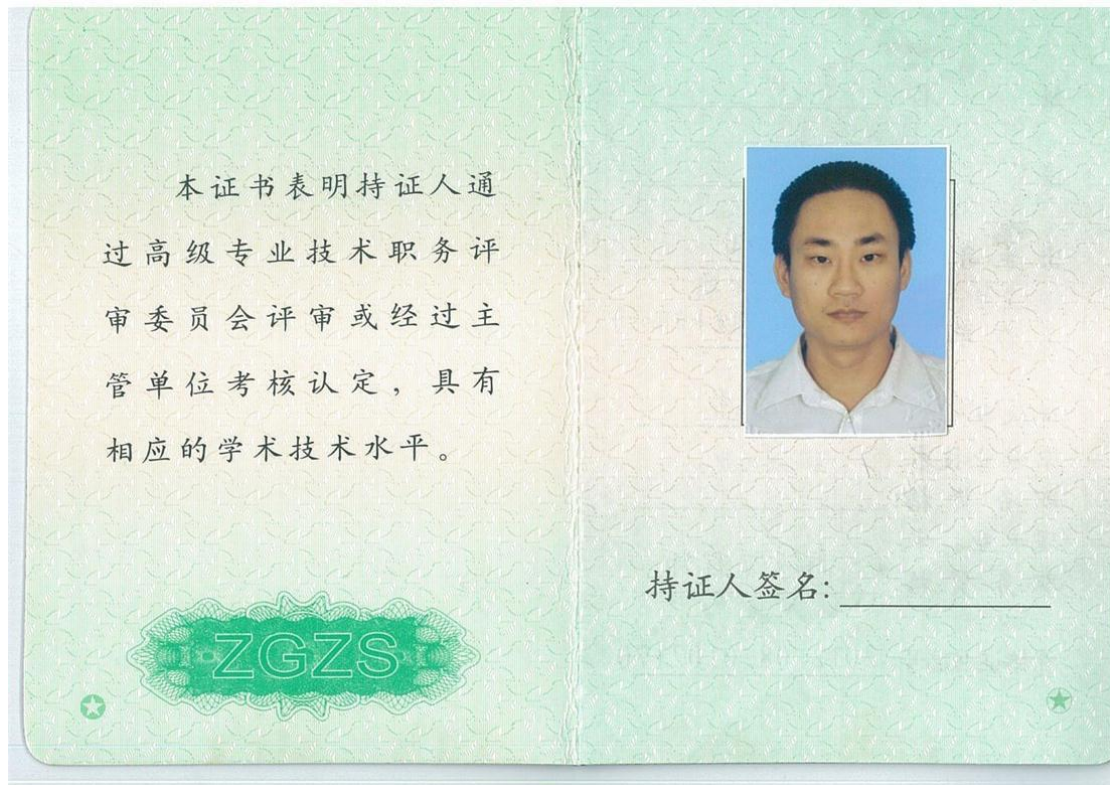 本证书表明持证人通
过高级专业技术职务评
审委员会评审或经过主
管单位考核认定，具有
相应的学术技术水平。
ZGZS
持证人签名: